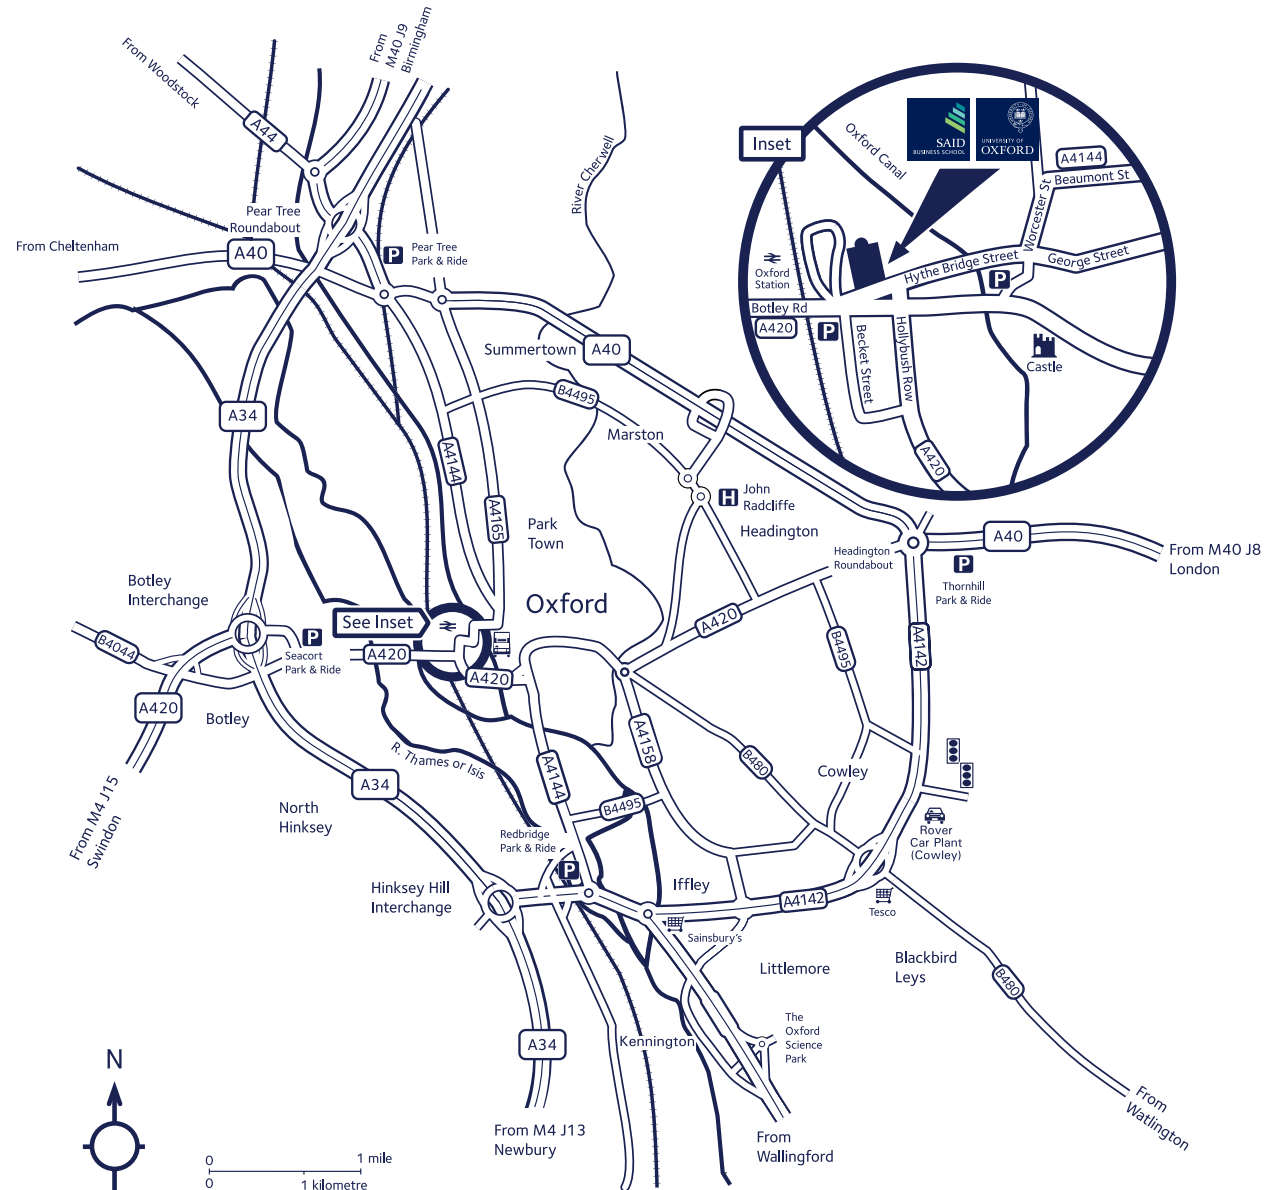 From Woodstock
From
M40 J9
Birmingham
A44
River Cherwell
Pear Tree
Roundabout
From Cheltenham
A40
P
Pear Tree
Park & Ride
Summertown
A40
A34
B4495
Marston
A4144
A4165
H
John
Radcliffe
Park
Town
Headington
Headington
Roundabout
A40
From M40 J8
London
P
Thornhill
Park & Ride
Botley
Interchange
See Inset
Oxford
B4044
P
Seacort
Park & Ride
A420
A420
A420
B4495
A4142
A420
Botley
R. Thames or Isis
A4158
B480
Cowley
A34
A4144
B4495
From M4 J15
Swindon
North
Hinksey
Redbridge
Park & Ride
P
Rover
Car Plant
(Cowley)
Hinksey Hill
Interchange
Iffley
A4142
Tesco
Sainsbury's
Littlemore
Blackbird
Leys
B480
The
Oxford
Science
Park
A34
Kennington
From M4 J13
Newbury
From
Wallingford
From
Watlington
N
0
1 mile
0
1 kilometre
Inset
Oxford Canal
SAID
BUSINESS SCHOOL
UNIVERSITY OF
OXFORD
A4144
Beaumont St
Worcester St
Oxford
Station
Hythe Bridge Street
George Street
P
Botley Rd
A420
P
Becket Street
Hollybush Row
Castle
A420